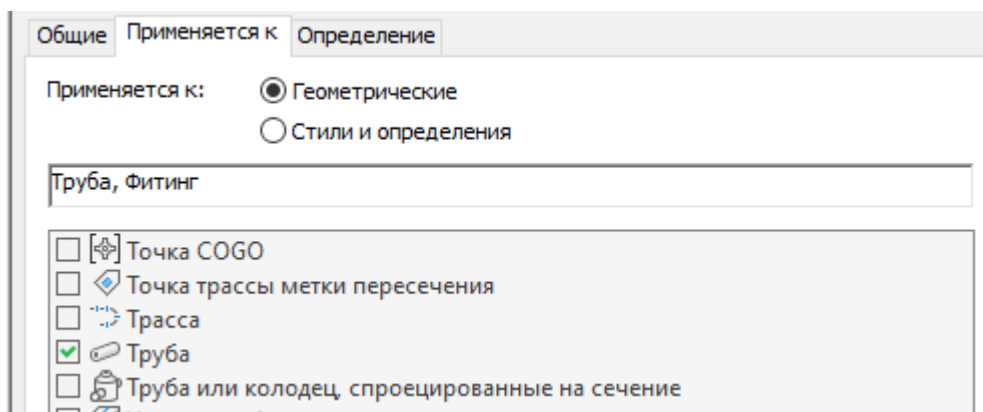 Общие Применяется к Определение
Применяется к: Геометрические
Стили и определения
Труба, Фитинг
Точка COGO
Точка трассы метки пересечения
Трасса
Труба
Труба или колодец, спроецированные на сечение